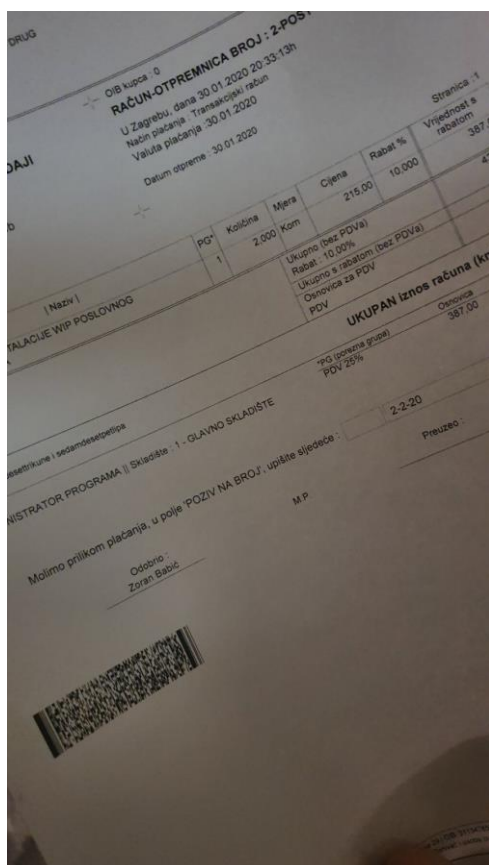 DRUG
OIB kupca : 0
RAČUN-OTPREMNICA BROJ : 2-POST
U Zagrebu, dana 30.01.2020 20:33:13h
Način plaćanja : Transakcijski račun
Valuta plaćanja :30.01.2020
Datum otpreme : 30.01.2020
DAJI
Stranica :1
| Naziv | PG* Količina Mjera Cijena Rabat % Vrijednost s rabatom
TALACIJE WIP POSLOVNOG 1 2,000 Kom 215,00 10,000 387,
Ukupno (bez PDVa)
Rabat : 10,00%
Ukupno s rabatom (bez PDVa)
Osnovica za PDV
PDV
UKUPAN iznos računa (kn
*PG (porezna grupa) Osnovica
PDV 25% 387,00
desettrikune i sedamdesetpetlipa
NISTRATOR PROGRAMA || Skladište : 1 - GLAVNO SKLADIŠTE
Molimo prilikom plaćanja, u polje 'POZIV NA BROJ', upišite sljedeće : 2-2-20
Odobrio : M.P Preuzeo :
Zoran Babić